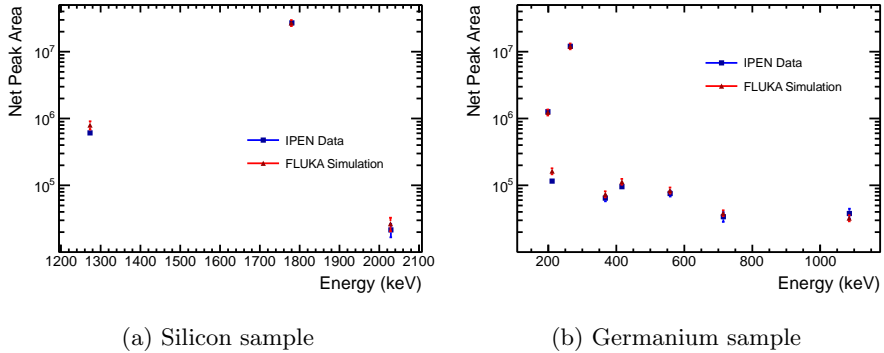 Net Peak Area
10^7
10^6
10^5
IPEN Data
FLUKA Simulation
1200 1300 1400 1500 1600 1700 1800 1900 2000 2100
Energy (keV)
(a) Silicon sample
Net Peak Area
10^7
10^6
10^5
IPEN Data
FLUKA Simulation
200 400 600 800 1000
Energy (keV)
(b) Germanium sample